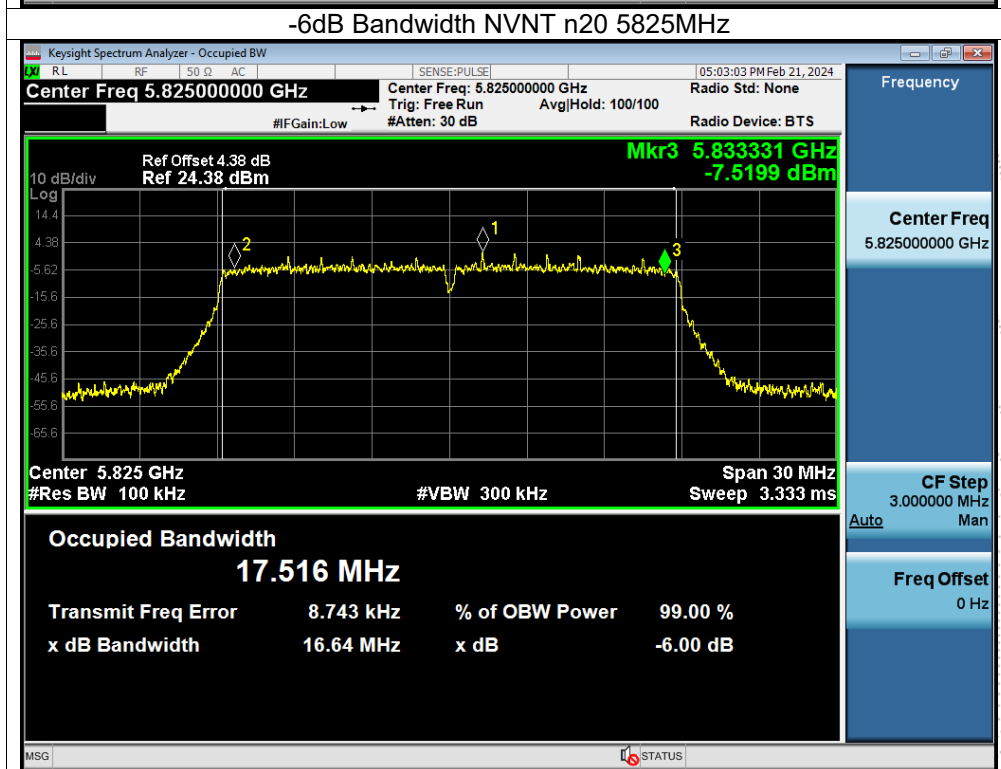 -6dB Bandwidth NVNT n20 5825MHz
Keysight Spectrum Analyzer - Occupied BW
LXI RL RF 50 Ω AC SENSE:PULSE 05:03:03 PM Feb 21, 2024
Center Freq 5.825000000 GHz Center Freq: 5.825000000 GHz Radio Std: None
Trig: Free Run Avg|Hold: 100/100
#IFGain:Low #Atten: 30 dB Radio Device: BTS
Frequency
Ref Offset 4.38 dB Mkr3 5.833331 GHz
10 dB/div Ref 24.38 dBm -7.5199 dBm
Log
14.4
4.38
-5.62
-15.6
-25.6
-35.6
-45.6
-55.6
-65.6
2
1
3
Center 5.825 GHz Span 30 MHz
#Res BW 100 kHz #VBW 300 kHz Sweep 3.333 ms
Center Freq
5.825000000 GHz
CF Step
3.000000 MHz
Auto Man
Freq Offset
0 Hz
Occupied Bandwidth
17.516 MHz
Transmit Freq Error 8.743 kHz % of OBW Power 99.00 %
x dB Bandwidth 16.64 MHz x dB -6.00 dB
MSG STATUS